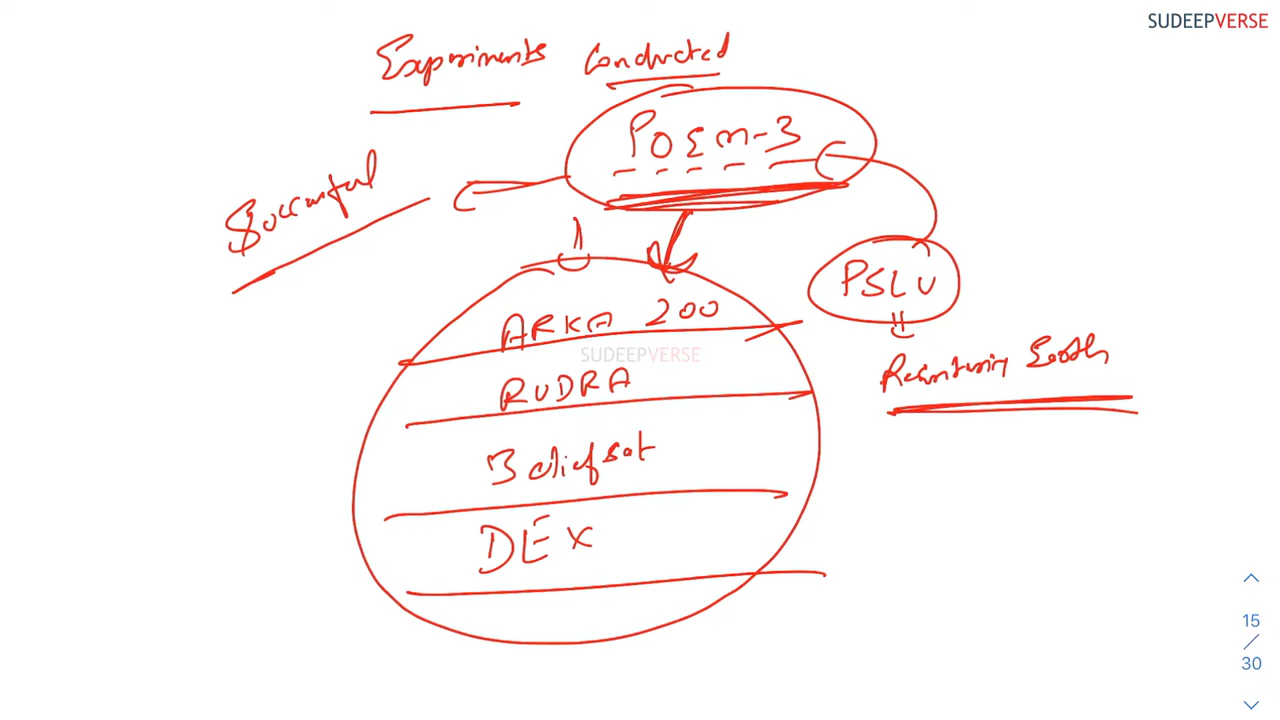 SUDEEPVERSE
Experiments Conducted
POEM-3
Successful
PSLV
ARKA 200
SUDEEPVERSE
RUDRA
Reentering Earth
Beliefsat
DEX
15
/
30